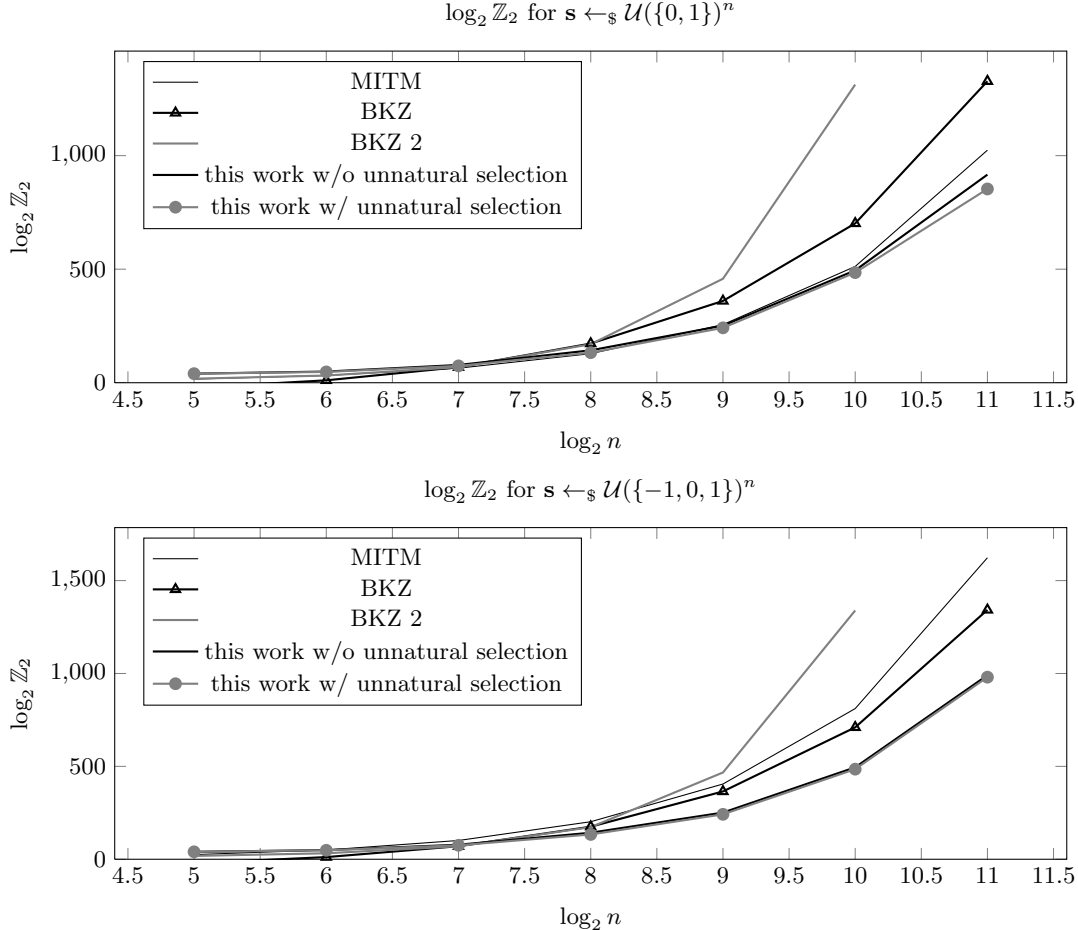 log₂ ℤ₂ for s ←$ 𝒰({0, 1})ⁿ
MITM
BKZ
BKZ 2
this work w/o unnatural selection
this work w/ unnatural selection
1,000
500
0
log₂ ℤ₂
4.5 5 5.5 6 6.5 7 7.5 8 8.5 9 9.5 10 10.5 11 11.5
log₂ n
log₂ ℤ₂ for s ←$ 𝒰({−1, 0, 1})ⁿ
MITM
BKZ
BKZ 2
this work w/o unnatural selection
this work w/ unnatural selection
1,500
1,000
500
0
log₂ ℤ₂
4.5 5 5.5 6 6.5 7 7.5 8 8.5 9 9.5 10 10.5 11 11.5
log₂ n